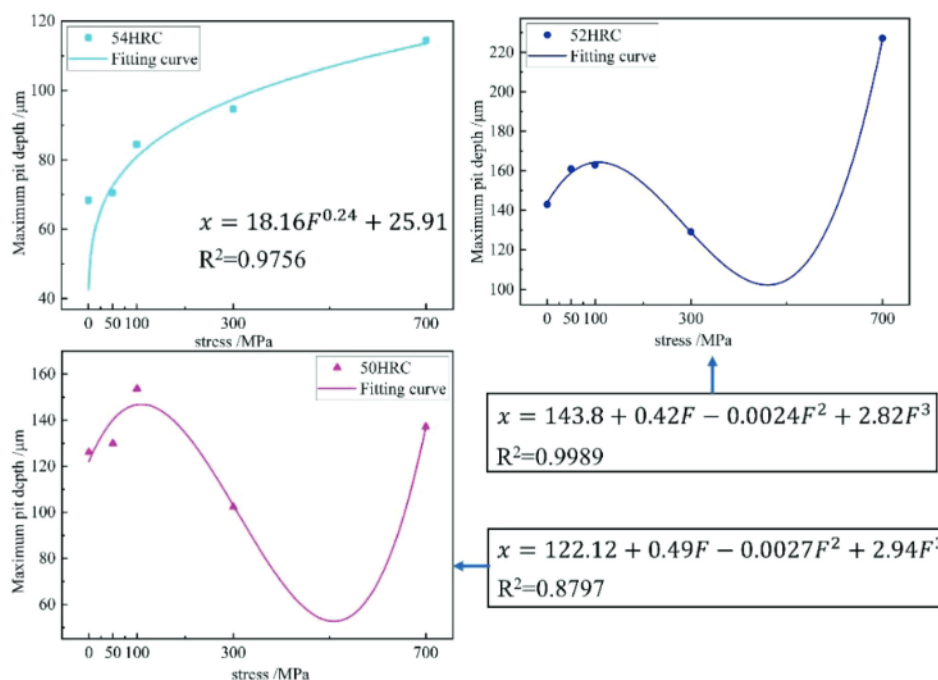 120
100
80
60
40
Maximum pit depth/μm
54HRC
Fitting curve
x = 18.16F^0.24 + 25.91
R²=0.9756
0 50 100 300 700
stress /MPa
220
200
180
160
140
120
100
Maximum pit depth/μm
52HRC
Fitting curve
0 50 100 300 700
stress /MPa
160
140
120
100
80
60
Maximum pit depth/μm
50HRC
Fitting curve
0 50 100 300 700
stress /MPa
x = 143.8 + 0.42F − 0.0024F² + 2.82F³
R²=0.9989
x = 122.12 + 0.49F − 0.0027F² + 2.94F³
R²=0.8797